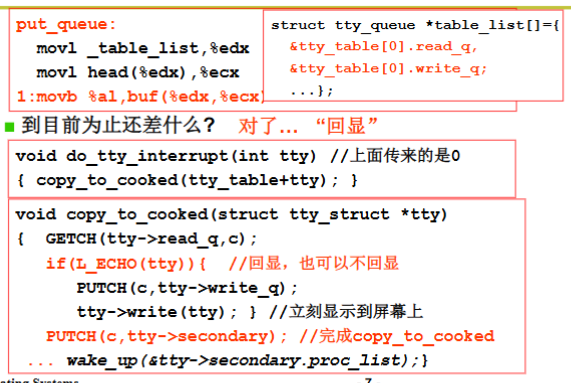 put_queue:
movl _table_list,%edx
movl head(%edx),%ecx
1:movb %al,buf(%edx,%ecx)
struct tty_queue *table_list[]={
&tty_table[0].read_q,
&tty_table[0].write_q;
...};
到目前为止还差什么? 对了... “回显”
void do_tty_interrupt(int tty) //上面传来的是0
{ copy_to_cooked(tty_table+tty); }
void copy_to_cooked(struct tty_struct *tty)
{ GETCH(tty->read_q,c);
if(L_ECHO(tty)){ //回显，也可以不回显
PUTCH(c,tty->write_q);
tty->write(tty); } //立刻显示到屏幕上
PUTCH(c,tty->secondary); //完成copy_to_cooked
... wake_up(&tty->secondary.proc_list);}
ating Systems
7